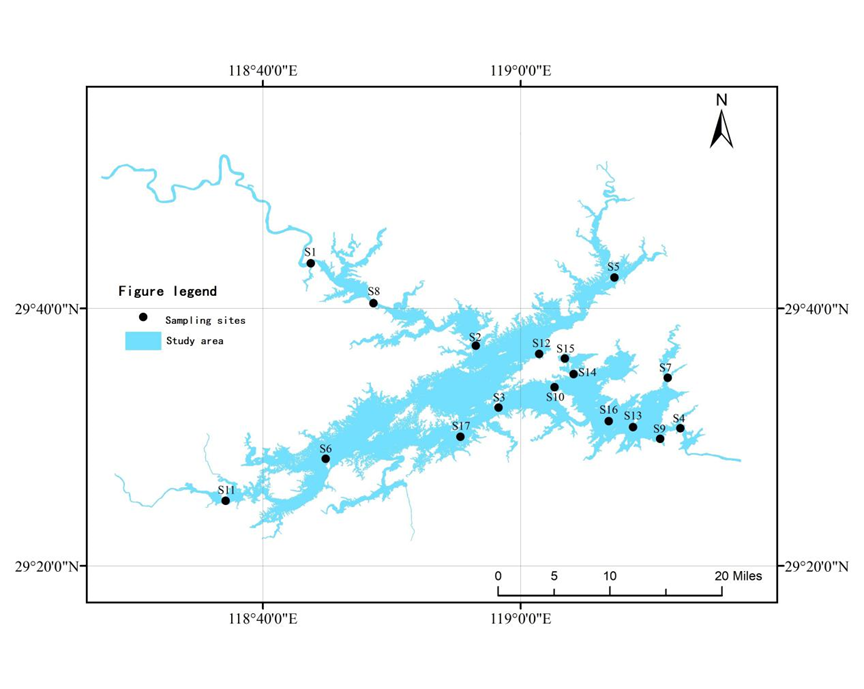 118°40'0"E 119°0'0"E
N
S1
S5
S8
Figure legend
29°40'0"N 29°40'0"N
Sampling sites
Study area
S2 S12 S15
S7
S14
S3 S10
S16 S13 S4
S17 S9
S6
S11
29°20'0"N 29°20'0"N
0 5 10 20 Miles
118°40'0"E 119°0'0"E